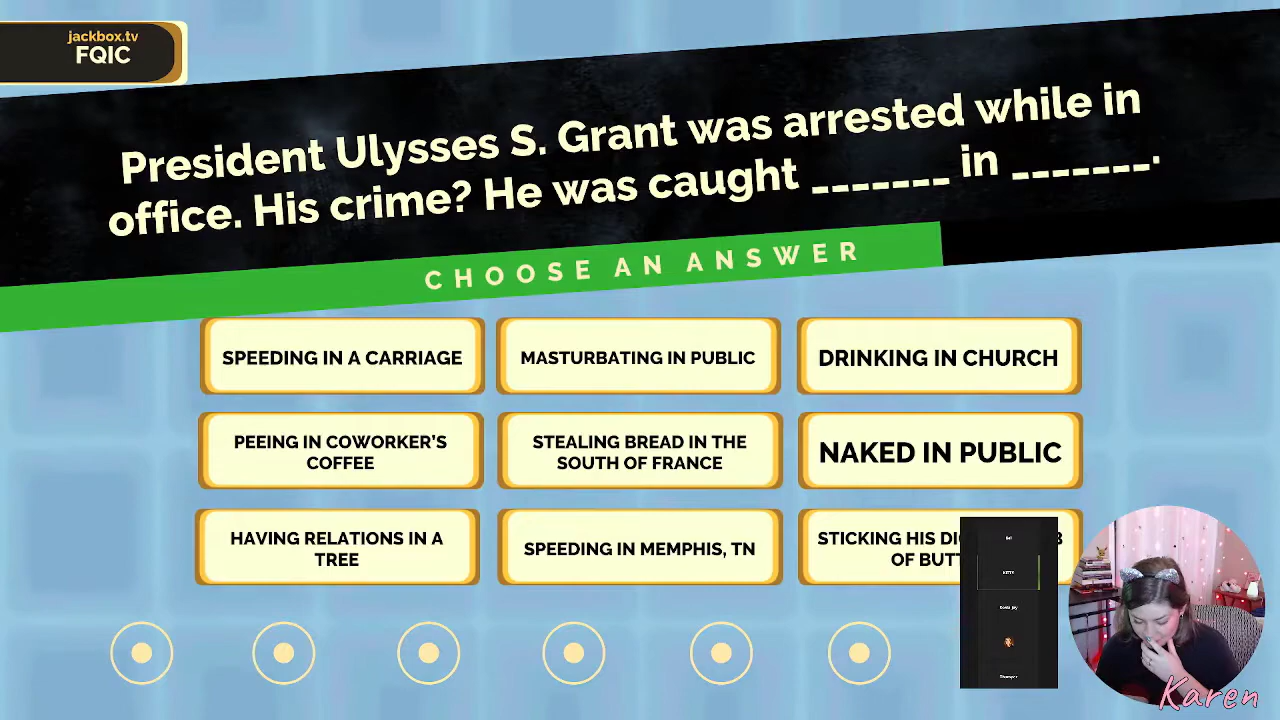 jackbox.tv
FQIC
President Ulysses S. Grant was arrested while in
office. His crime? He was caught _______ in _______.
CHOOSE AN ANSWER
SPEEDING IN A CARRIAGE
MASTURBATING IN PUBLIC
DRINKING IN CHURCH
PEEING IN COWORKER'S
COFFEE
STEALING BREAD IN THE
SOUTH OF FRANCE
NAKED IN PUBLIC
HAVING RELATIONS IN A
TREE
SPEEDING IN MEMPHIS, TN
STICKING HIS
OF
Karen